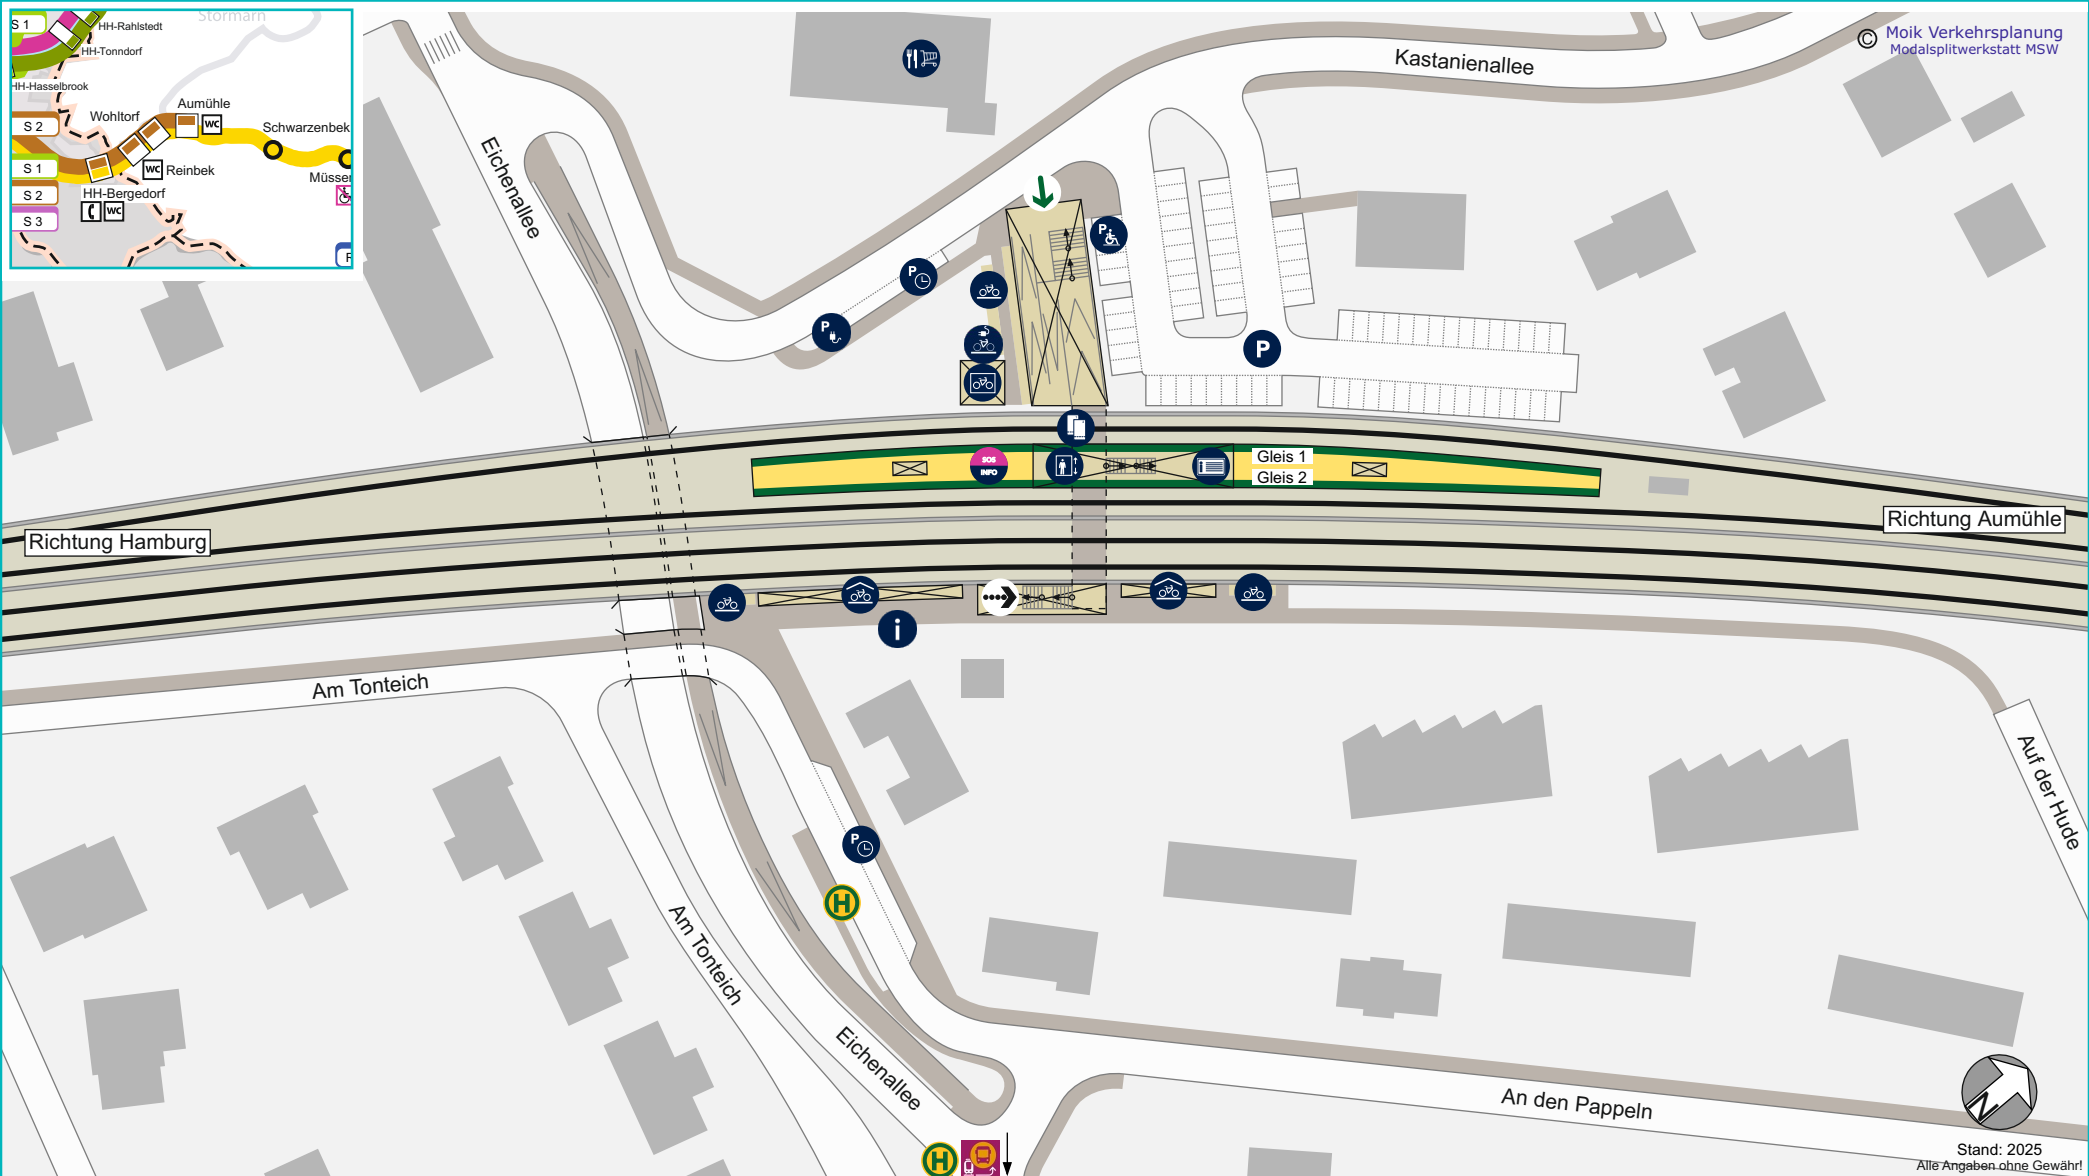 Stormarn
S 1
HH-Rahlstedt
HH-Tonndorf
HH-Hasselbrook
S 2
Wohltorf
Aumühle
WC
Schwarzenbek
S 1
WC
Reinbek
Müssen
S 2
HH-Bergedorf
WC
S 3
© Moik Verkehrsplanung
Modalsplitwerkstatt MSW
Kastanienallee
Eichenallee
P
P
P
P
SOS
INFO
Gleis 1
Gleis 2
Richtung Hamburg
Richtung Aumühle
i
Am Tonteich
Auf der Hude
P
H
Am Tonteich
Eichenallee
An den Pappeln
H
N
Stand: 2025
Alle Angaben ohne Gewähr!